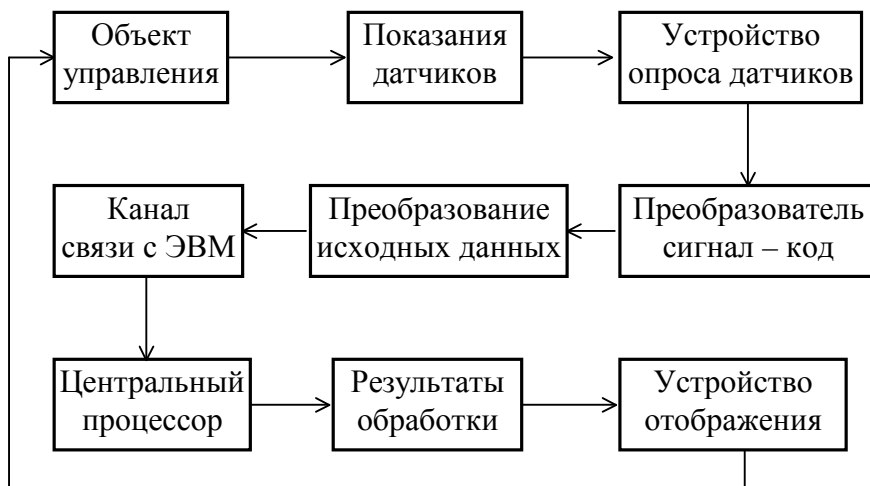 Объект
управления
Показания
датчиков
Устройство
опроса датчиков
Канал
связи с ЭВМ
Преобразование
исходных данных
Преобразователь
сигнал – код
Центральный
процессор
Результаты
обработки
Устройство
отображения